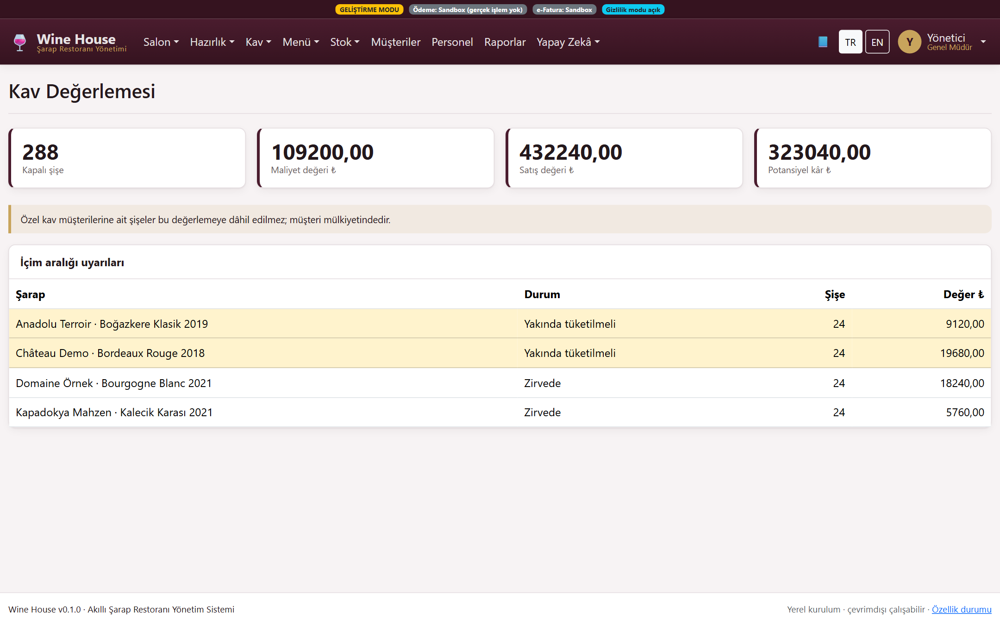 GELİŞTİRME MODU Ödeme: Sandbox (gerçek işlem yok) e-Fatura: Sandbox Gizlilik modu açık
Wine House
Şarap Restoranı Yönetimi
Salon Hazırlık Kav Menü Stok Müşteriler Personel Raporlar Yapay Zekâ
TR EN Y Yönetici
Genel Müdür
Kav Değerlemesi
288 109200,00 432240,00 323040,00
Kapalı şişe Maliyet değeri ₺ Satış değeri ₺ Potansiyel kâr ₺
Özel kav müşterilerine ait şişeler bu değerlemeye dâhil edilmez; müşteri mülkiyetindedir.
İçim aralığı uyarıları
Şarap Durum Şişe Değer ₺
Anadolu Terroir · Boğazkere Klasik 2019 Yakında tüketilmeli 24 9120,00
Château Demo · Bordeaux Rouge 2018 Yakında tüketilmeli 24 19680,00
Domaine Örnek · Bourgogne Blanc 2021 Zirvede 24 18240,00
Kapadokya Mahzen · Kalecik Karası 2021 Zirvede 24 5760,00
Wine House v0.1.0 · Akıllı Şarap Restoranı Yönetim Sistemi Yerel kurulum · çevrimdışı çalışabilir · Özellik durumu